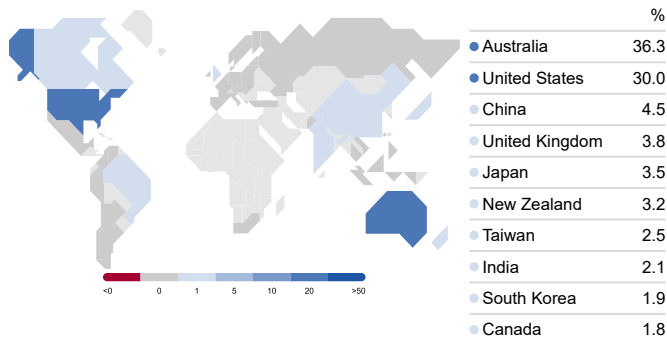 %
Australia 36.3
United States 30.0
China 4.5
United Kingdom 3.8
Japan 3.5
New Zealand 3.2
Taiwan 2.5
India 2.1
South Korea 1.9
Canada 1.8
<0 0 1 5 10 20 >50